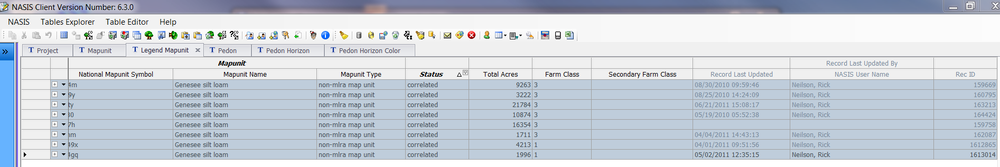 NASIS Client Version Number: 6.3.0
NASIS Tables Explorer Table Editor Help
Project Mapunit Legend Mapunit Pedon Pedon Horizon Pedon Horizon Color
Mapunit Record Last Updated By
National Mapunit Symbol Mapunit Name Mapunit Type Status Total Acres Farm Class Secondary Farm Class Record Last Updated NASIS User Name Rec ID
4m Genesee silt loam non-mlra map unit correlated 9263 3 08/30/2010 09:59:46 Neilson, Rick 159669
9y Genesee silt loam non-mlra map unit correlated 3222 3 08/25/2010 14:24:09 Neilson, Rick 160795
ty Genesee silt loam non-mlra map unit correlated 21784 3 06/21/2011 15:08:17 Neilson, Rick 163213
30 Genesee silt loam non-mlra map unit correlated 10874 3 05/19/2010 05:52:38 Neilson, Rick 164424
7h Genesee silt loam non-mlra map unit correlated 16354 3 159758
Genesee silt loam non-mlra map unit correlated 1711 3 04/04/2011 14:43:13 Neilson, Rick 162087
49x Genesee silt loam non-mlra map unit correlated 4213 1 04/01/2011 09:51:56 Neilson, Rick 1612865
4gq Genesee silt loam non-mlra map unit correlated 1996 1 05/02/2011 12:35:15 Neilson, Rick 1613014